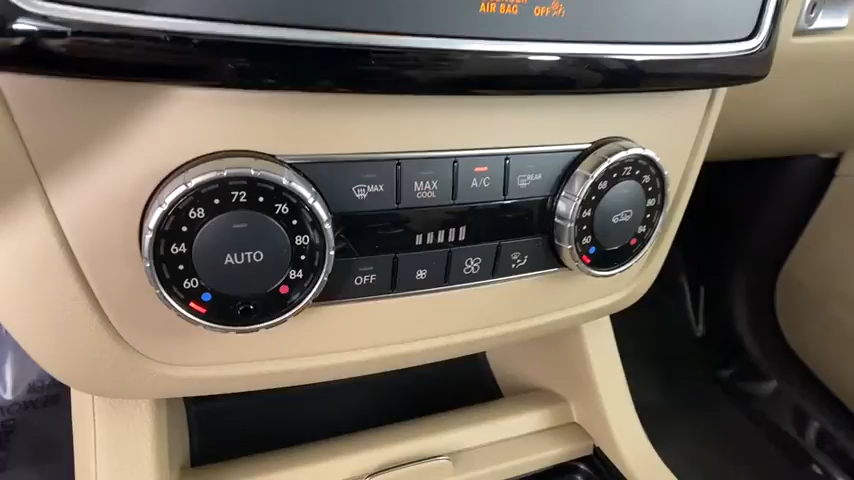 AIR BAG OFF
72
68 76
64 80
60 84
AUTO
MAX
MAX
COOL
A/C
REAR
OFF
72
68 76
64 80
60 84